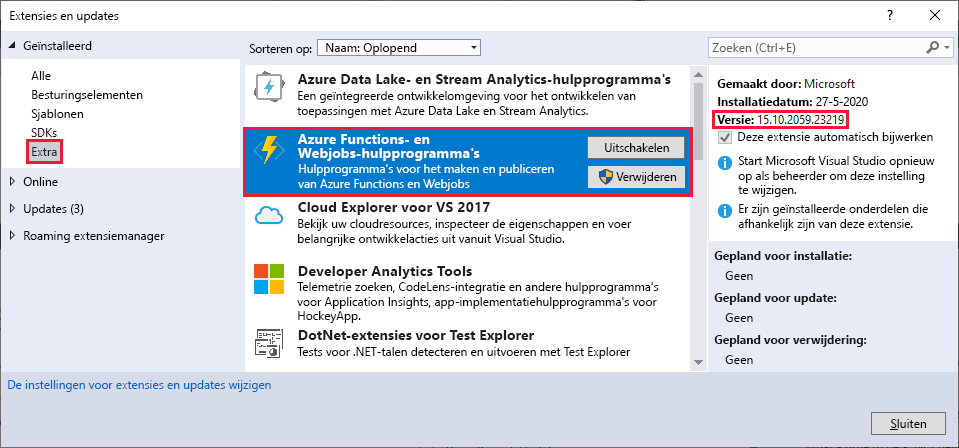 Extensies en updates
Geïnstalleerd
Alle
Besturingselementen
Sjablonen
SDKs
Extra
Online
Updates (3)
Roaming extensiemanager
Sorteren op: Naam: Oplopend
Azure Data Lake- en Stream Analytics-hulpprogramma's
Een geïntegreerde ontwikkelomgeving voor het ontwikkelen van
toepassingen met Azure Data Lake en Stream Analytics.
Azure Functions- en
Webjobs-hulpprogramma's
Hulpprogramma's voor het maken en publiceren
van Azure Functions en Webjobs
Uitschakelen
Verwijderen
Cloud Explorer voor VS 2017
Bekijk uw cloudresources, inspecteer de eigenschappen en voer
belangrijke ontwikkelacties uit vanuit Visual Studio.
Developer Analytics Tools
Telemetrie zoeken, CodeLens-integratie en andere hulpprogramma's
voor Application Insights, app-implementatiehulpprogramma's voor
HockeyApp.
DotNet-extensies voor Test Explorer
Tests voor .NET-talen detecteren en uitvoeren met Test Explorer
Zoeken (Ctrl+E)
Gemaakt door: Microsoft
Installatiedatum: 27-5-2020
Versie: 15.10.2059.23219
Deze extensie automatisch bijwerken
Start Microsoft Visual Studio opnieuw
op als beheerder om deze instelling
te wijzigen.
Er zijn geïnstalleerde onderdelen die
afhankelijk zijn van deze extensie.
Gepland voor installatie:
Geen
Gepland voor update:
Geen
Gepland voor verwijdering:
Geen
De instellingen voor extensies en updates wijzigen
Sluiten